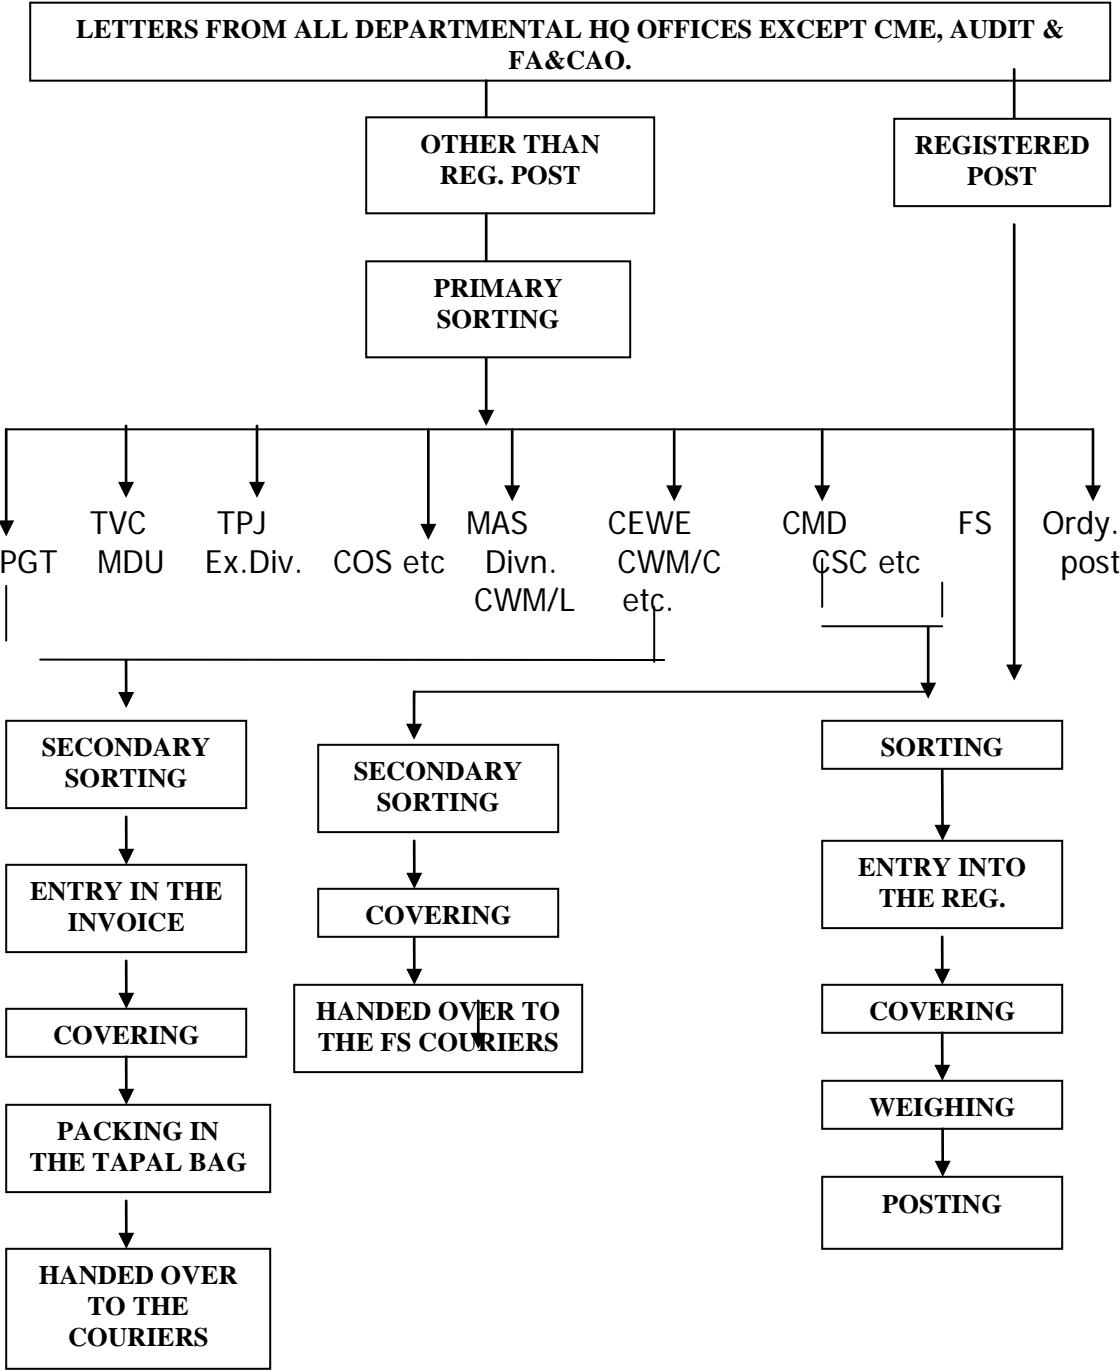 LETTERS FROM ALL DEPARTMENTAL HQ OFFICES EXCEPT CME, AUDIT &
FA&CAO.
OTHER THAN
REG. POST
REGISTERED
POST
PRIMARY
SORTING
TVC TPJ MAS CEWE CMD FS Ordy.
PGT MDU Ex.Div. COS etc Divn. CWM/C CSC etc post
CWM/L etc.
SECONDARY
SORTING
ENTRY IN THE
INVOICE
COVERING
PACKING IN
THE TAPAL BAG
HANDED OVER
TO THE
COURIERS
SECONDARY
SORTING
COVERING
HANDED OVER TO
THE FS COURIERS
SORTING
ENTRY INTO
THE REG.
COVERING
WEIGHING
POSTING